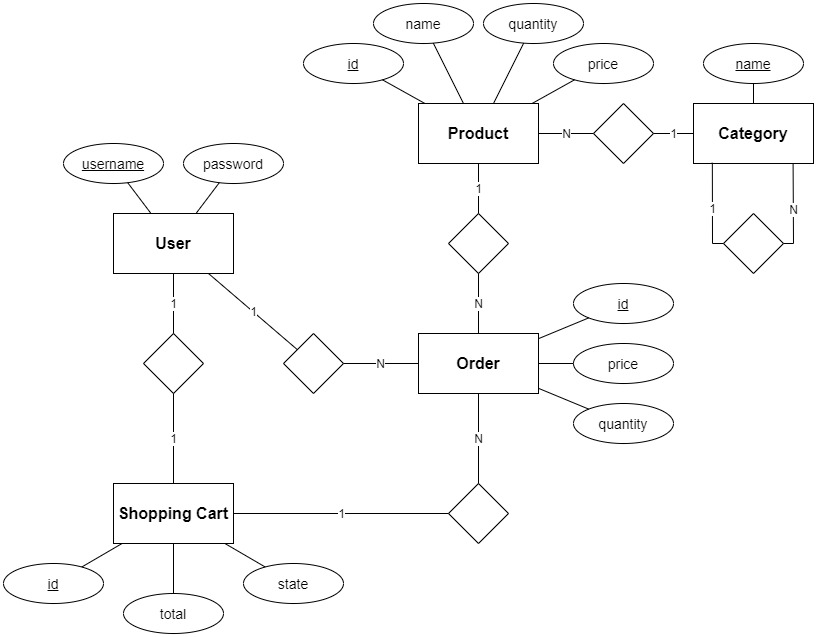 name
quantity
id
price
name
Product
N
1
Category
username
password
1
1
N
User
1
1
N
id
1
N
Order
price
quantity
1
N
Shopping Cart
1
id
state
total